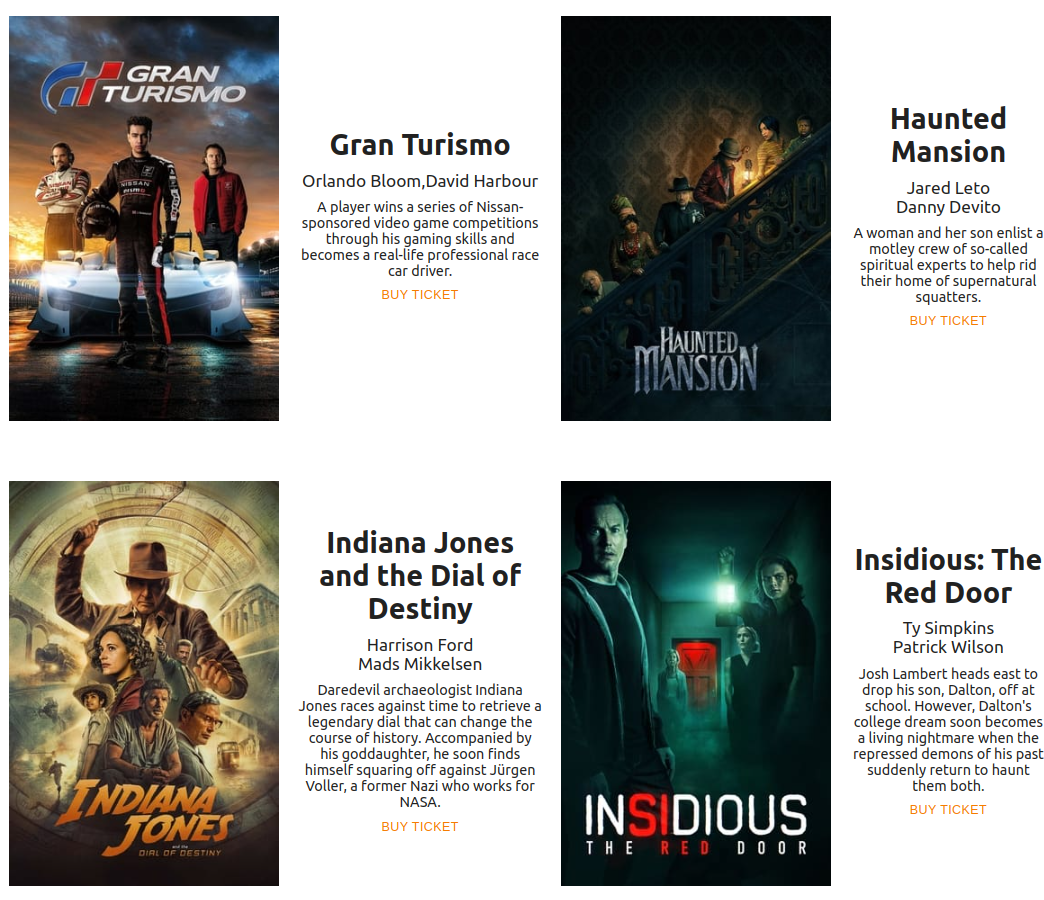 GRAN
TURISMO
NISSAN
Gran Turismo
Orlando Bloom,David Harbour
A player wins a series of Nissan-
sponsored video game competitions
through his gaming skills and
becomes a real-life professional race
car driver.
BUY TICKET
HAUNTED
MANSION
Haunted
Mansion
Jared Leto
Danny Devito
A woman and her son enlist a
motley crew of so-called
spiritual experts to help rid
their home of supernatural
squatters.
BUY TICKET
INDIANA
JONES
and the
DIAL OF DESTINY
Indiana Jones
and the Dial of
Destiny
Harrison Ford
Mads Mikkelsen
Daredevil archaeologist Indiana
Jones races against time to retrieve a
legendary dial that can change the
course of history. Accompanied by
his goddaughter, he soon finds
himself squaring off against Jürgen
Voller, a former Nazi who works for
NASA.
BUY TICKET
INSIDIOUS
THE RED DOOR
Insidious: The
Red Door
Ty Simpkins
Patrick Wilson
Josh Lambert heads east to
drop his son, Dalton, off at
school. However, Dalton's
college dream soon becomes
a living nightmare when the
repressed demons of his past
suddenly return to haunt
them both.
BUY TICKET